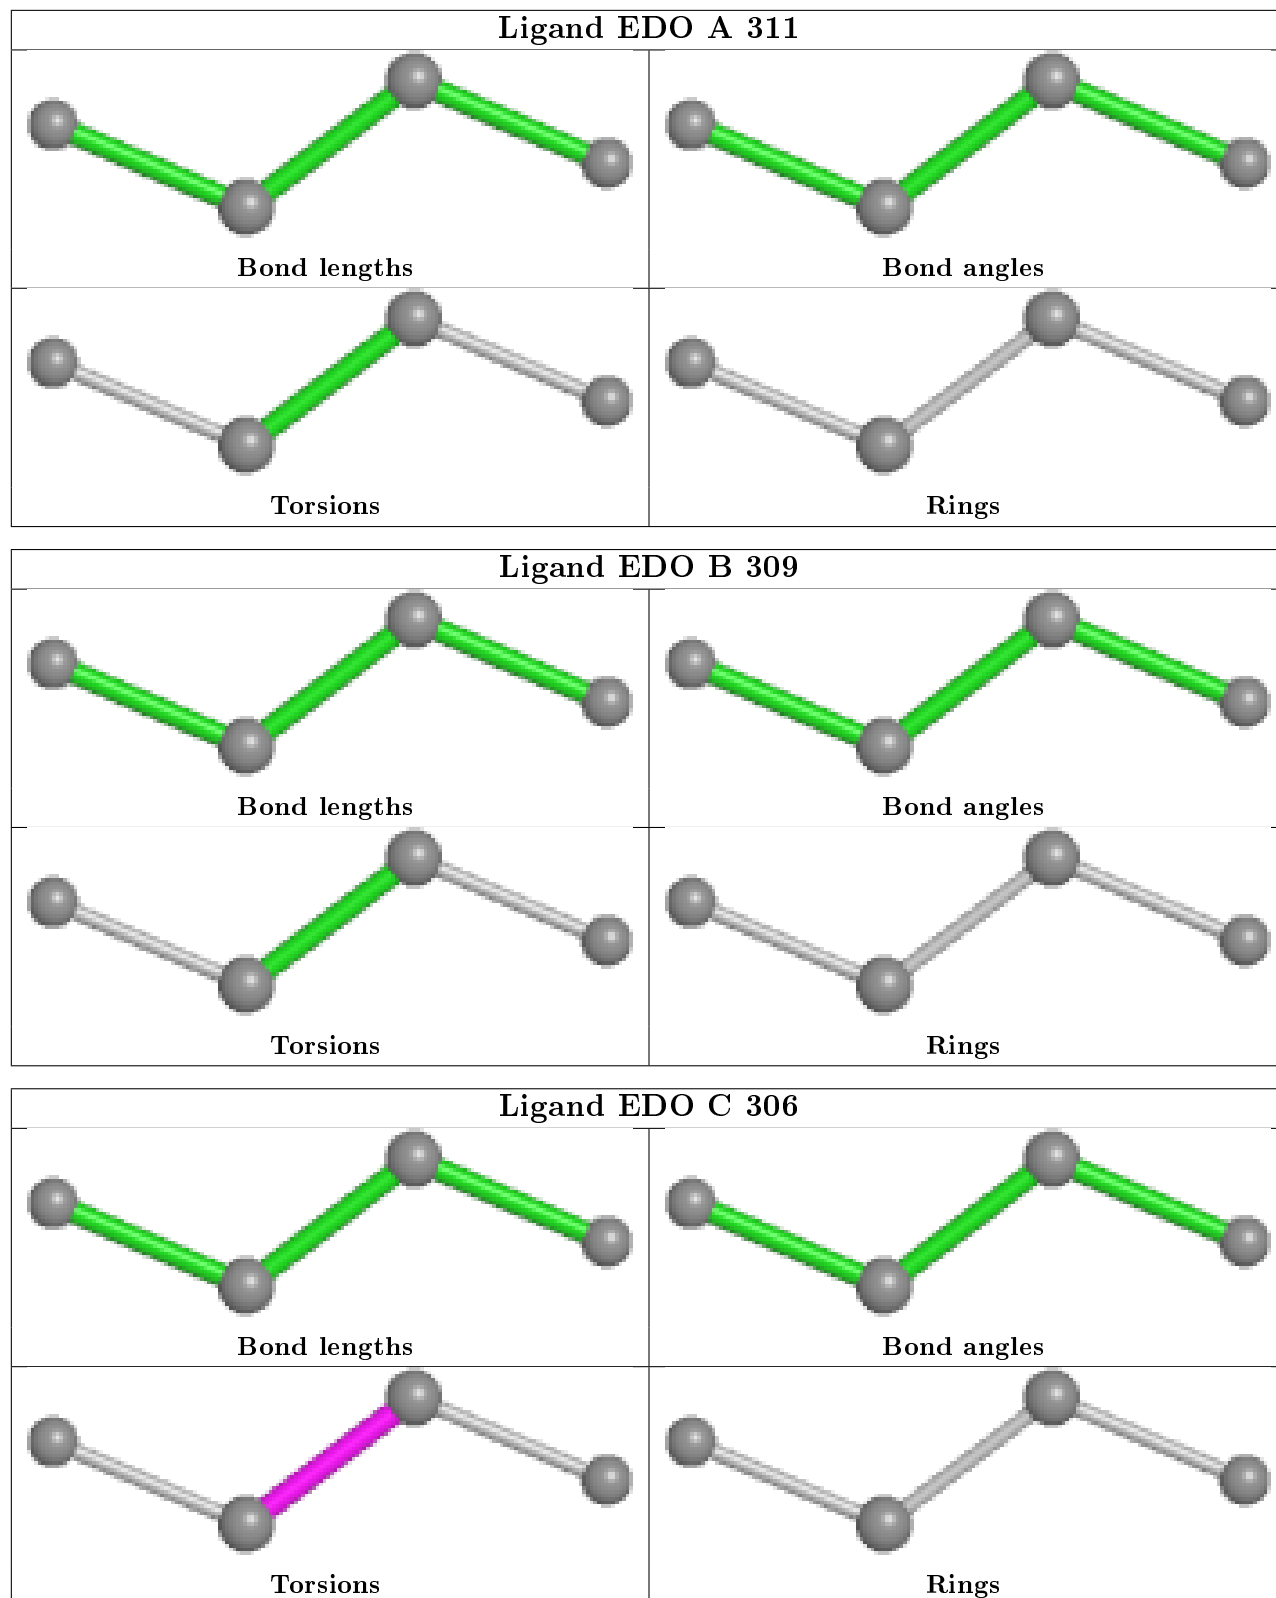 Ligand EDO A 311
Bond lengths
Bond angles
Torsions
Rings
Ligand EDO B 309
Bond lengths
Bond angles
Torsions
Rings
Ligand EDO C 306
Bond lengths
Bond angles
Torsions
Rings